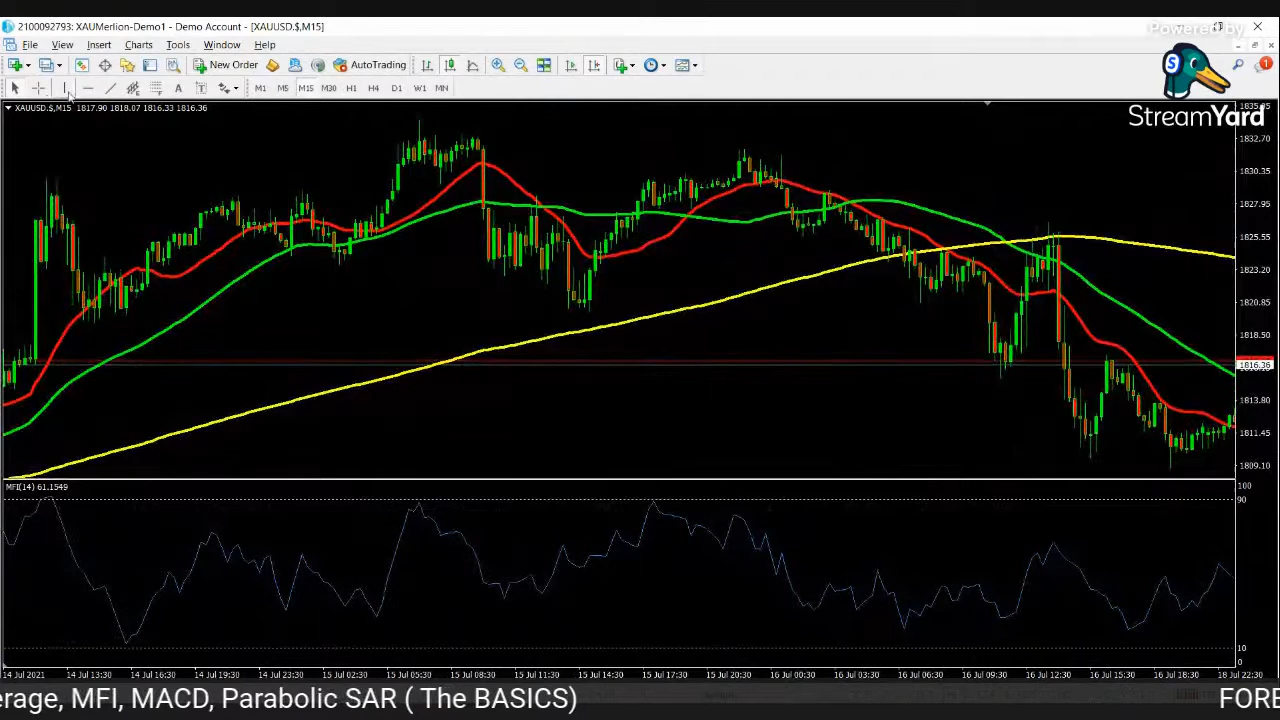 2100092793: XAUMerlion-Demo1 - Demo Account - [XAUUSD.$,M15]
Powered by
File View Insert Charts Tools Window Help
New Order AutoTrading
S
1
A T M1 M5 M15 M30 H1 H4 D1 W1 MN
XAUUSD.$,M15 1817.90 1818.07 1816.33 1816.36
StreamYard
1835.05
1832.70
1830.35
1827.95
1825.55
1823.20
1820.85
1818.50
1816.36
1813.80
1811.45
1809.10
MFI(14) 61.1549
100
90
10
0
14 Jul 2021 14 Jul 13:30 14 Jul 16:30 14 Jul 19:30 14 Jul 23:30 15 Jul 02:30 15 Jul 05:30 15 Jul 08:30 15 Jul 11:30 15 Jul 14:30 15 Jul 17:30 15 Jul 20:30 16 Jul 00:30 16 Jul 03:30 16 Jul 06:30 16 Jul 09:30 16 Jul 12:30 16 Jul 15:30 16 Jul 18:30 18 Jul 22:30
erage, MFI, MACD, Parabolic SAR ( The BASICS) FORE